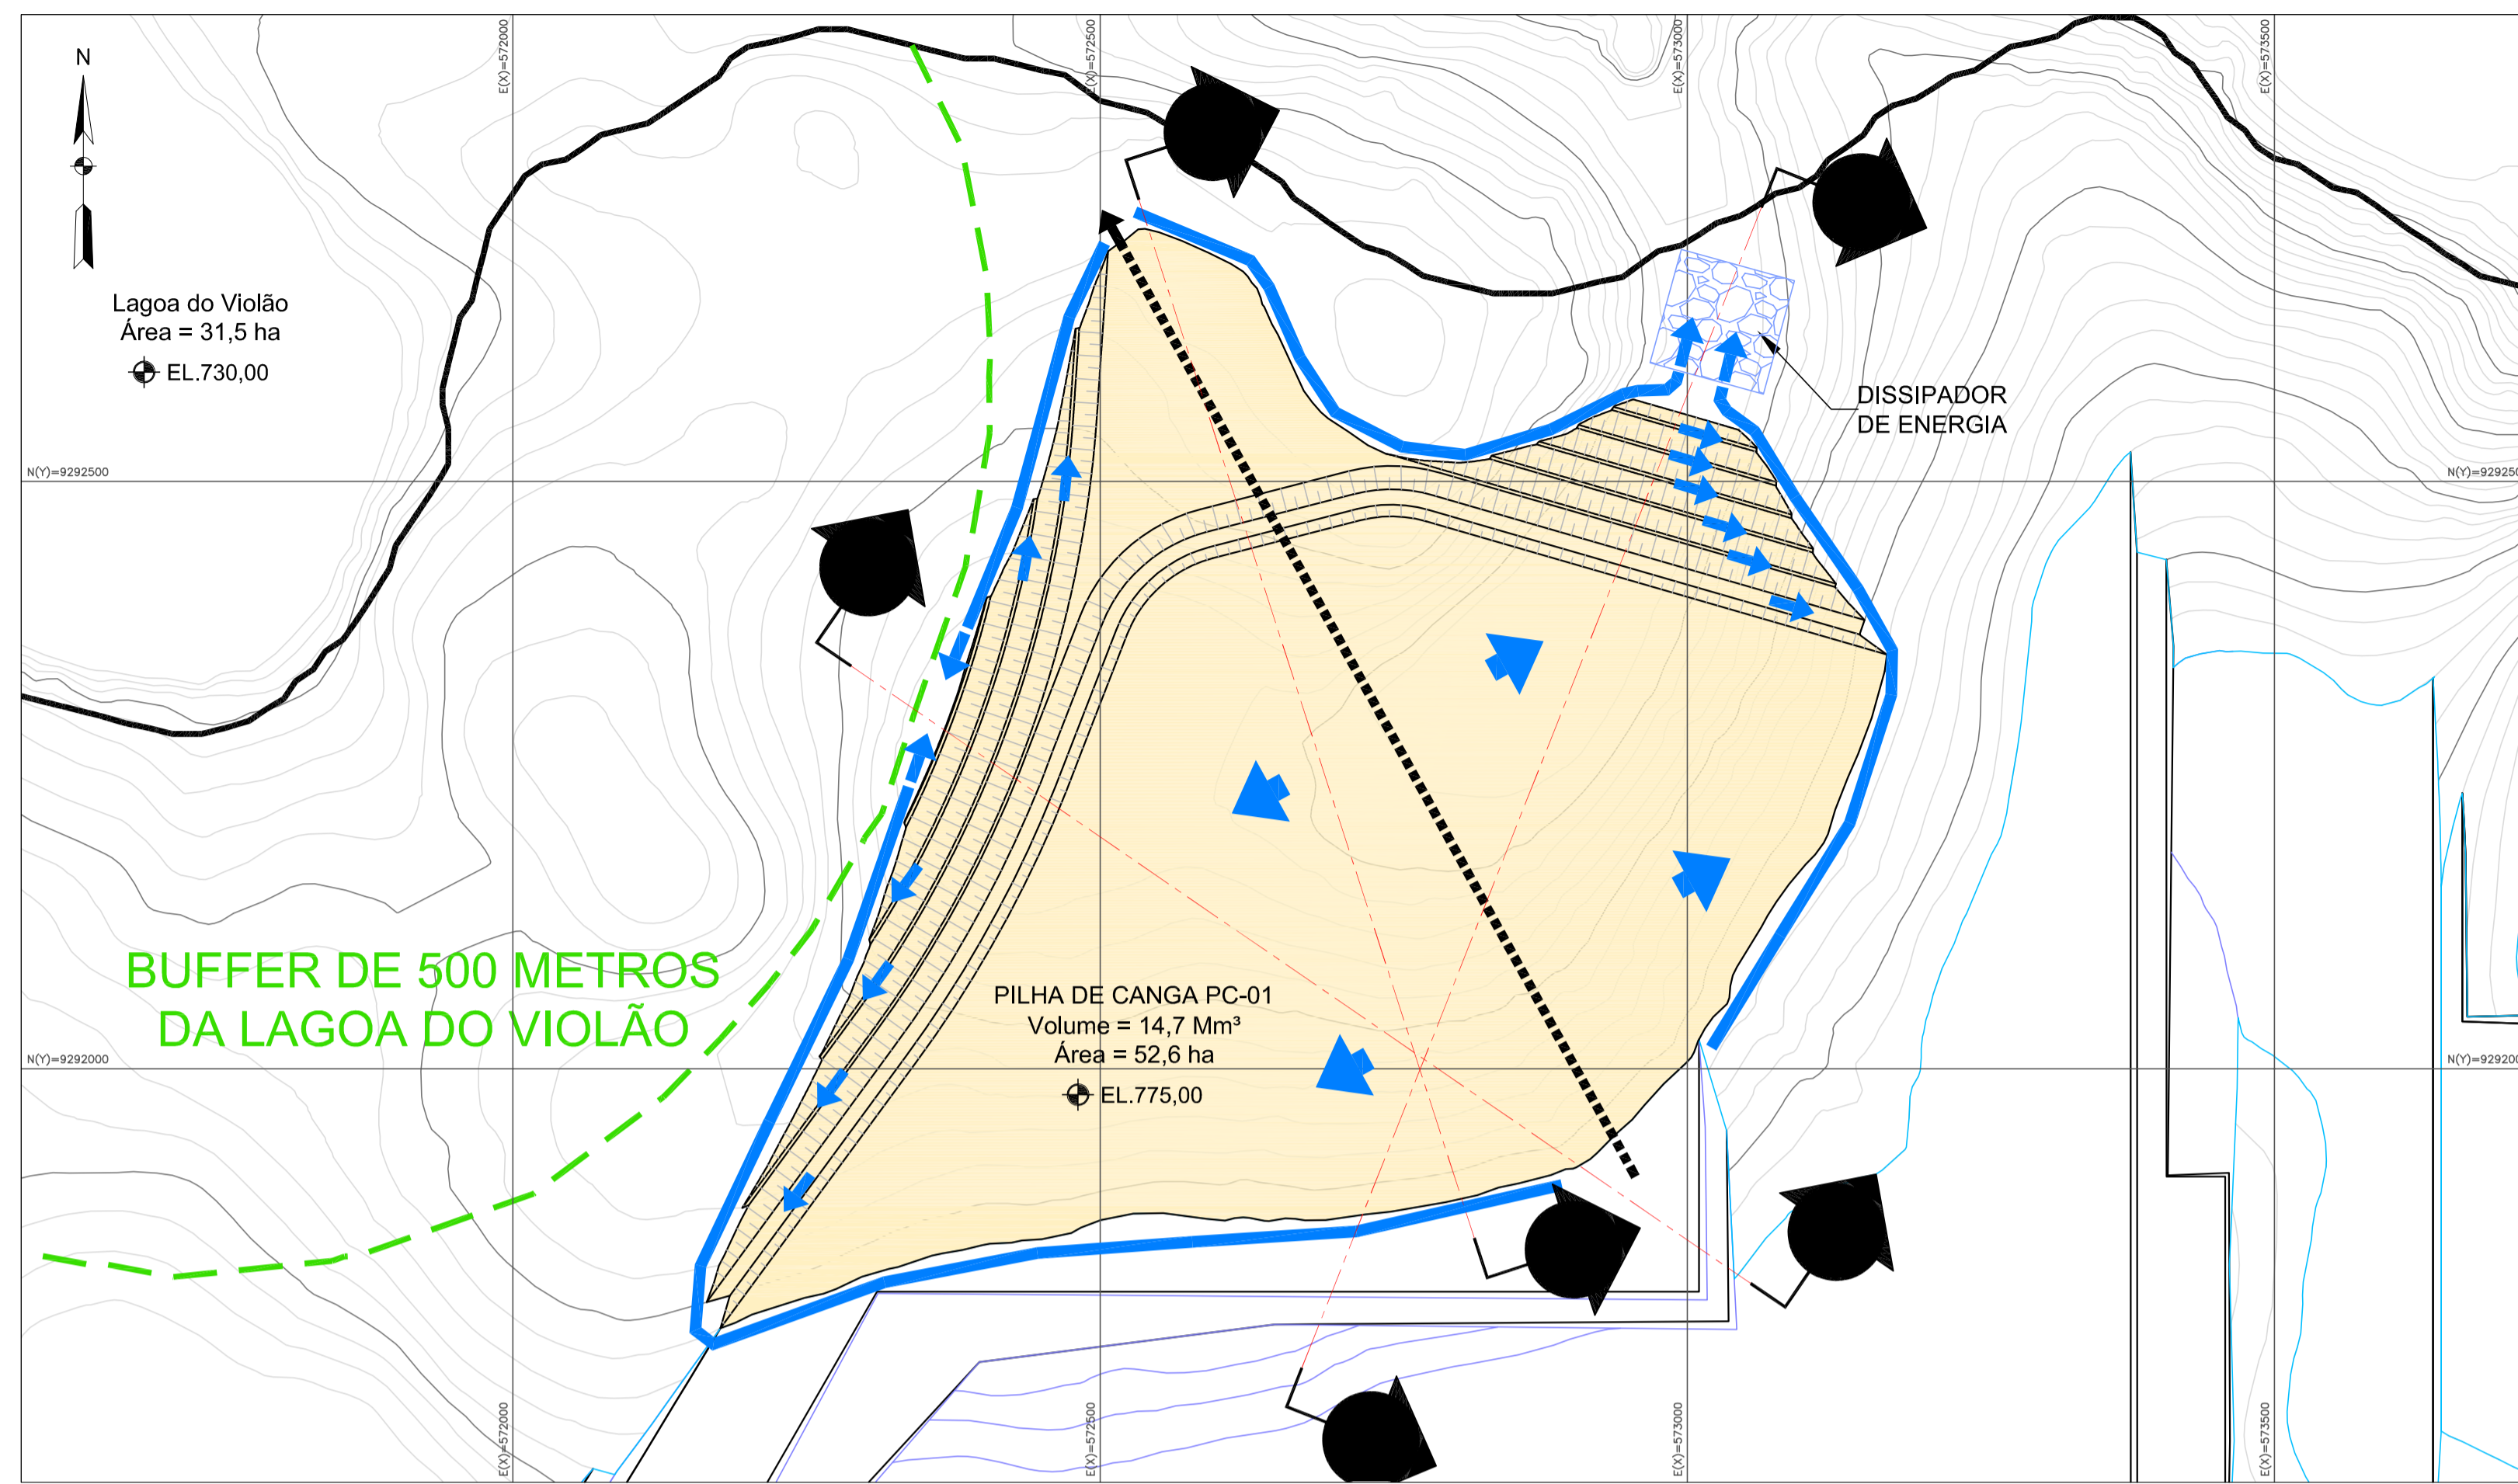 E(X)=572000
E(X)=572500
E(X)=573000
E(X)=573500
N
Lagoa do Violão
Área = 31,5 ha
EL.730,00
DISSIPADOR
DE ENERGIA
N(Y)=9292500
N(Y)=929250
BUFFER DE 500 METROS
DA LAGOA DO VIOLÃO
PILHA DE CANGA PC-01
Volume = 14,7 Mm³
Área = 52,6 ha
EL.775,00
N(Y)=9292000
N(Y)=929200
E(X)=572000
E(X)=572500
E(X)=573000
E(X)=573500